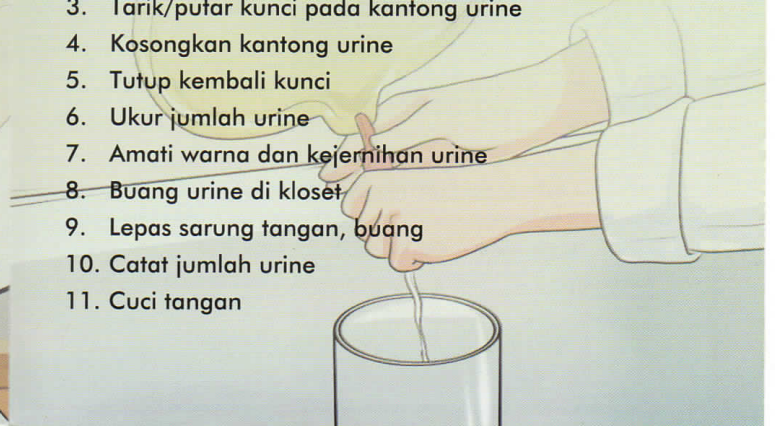 3. Tarik/putar kunci pada kantong urine
4. Kosongkan kantong urine
5. Tutup kembali kunci
6. Ukur jumlah urine
7. Amati warna dan kejernihan urine
8. Buang urine di kloset
9. Lepas sarung tangan, buang
10. Catat jumlah urine
11. Cuci tangan